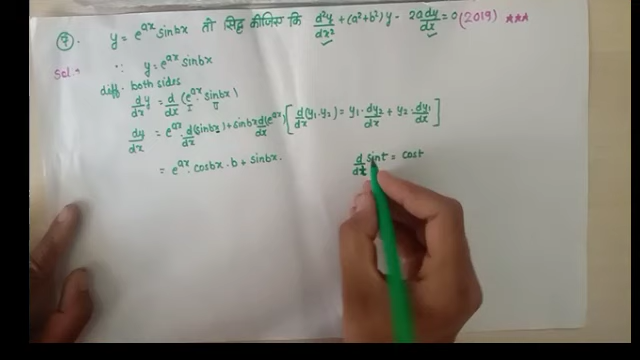 9. y = e^ax sinbx तो सिद्ध कीजिए कि d²y/dx² + (a²+b²)y - 2a dy/dx = 0 (2019) ***
Sol. ∵ y = e^ax sinbx
diff. both sides
d/dx y = d/dx (e^ax . sinbx)
I II
dy/dx = e^ax . d/dx (sinbx) + sinbx d/dx (e^ax) [d/dx (y₁.y₂) = y₁ . dy₂/dx + y₂ . dy₁/dx]
= e^ax . cosbx . b + sinbx .
d/dt sint = cost